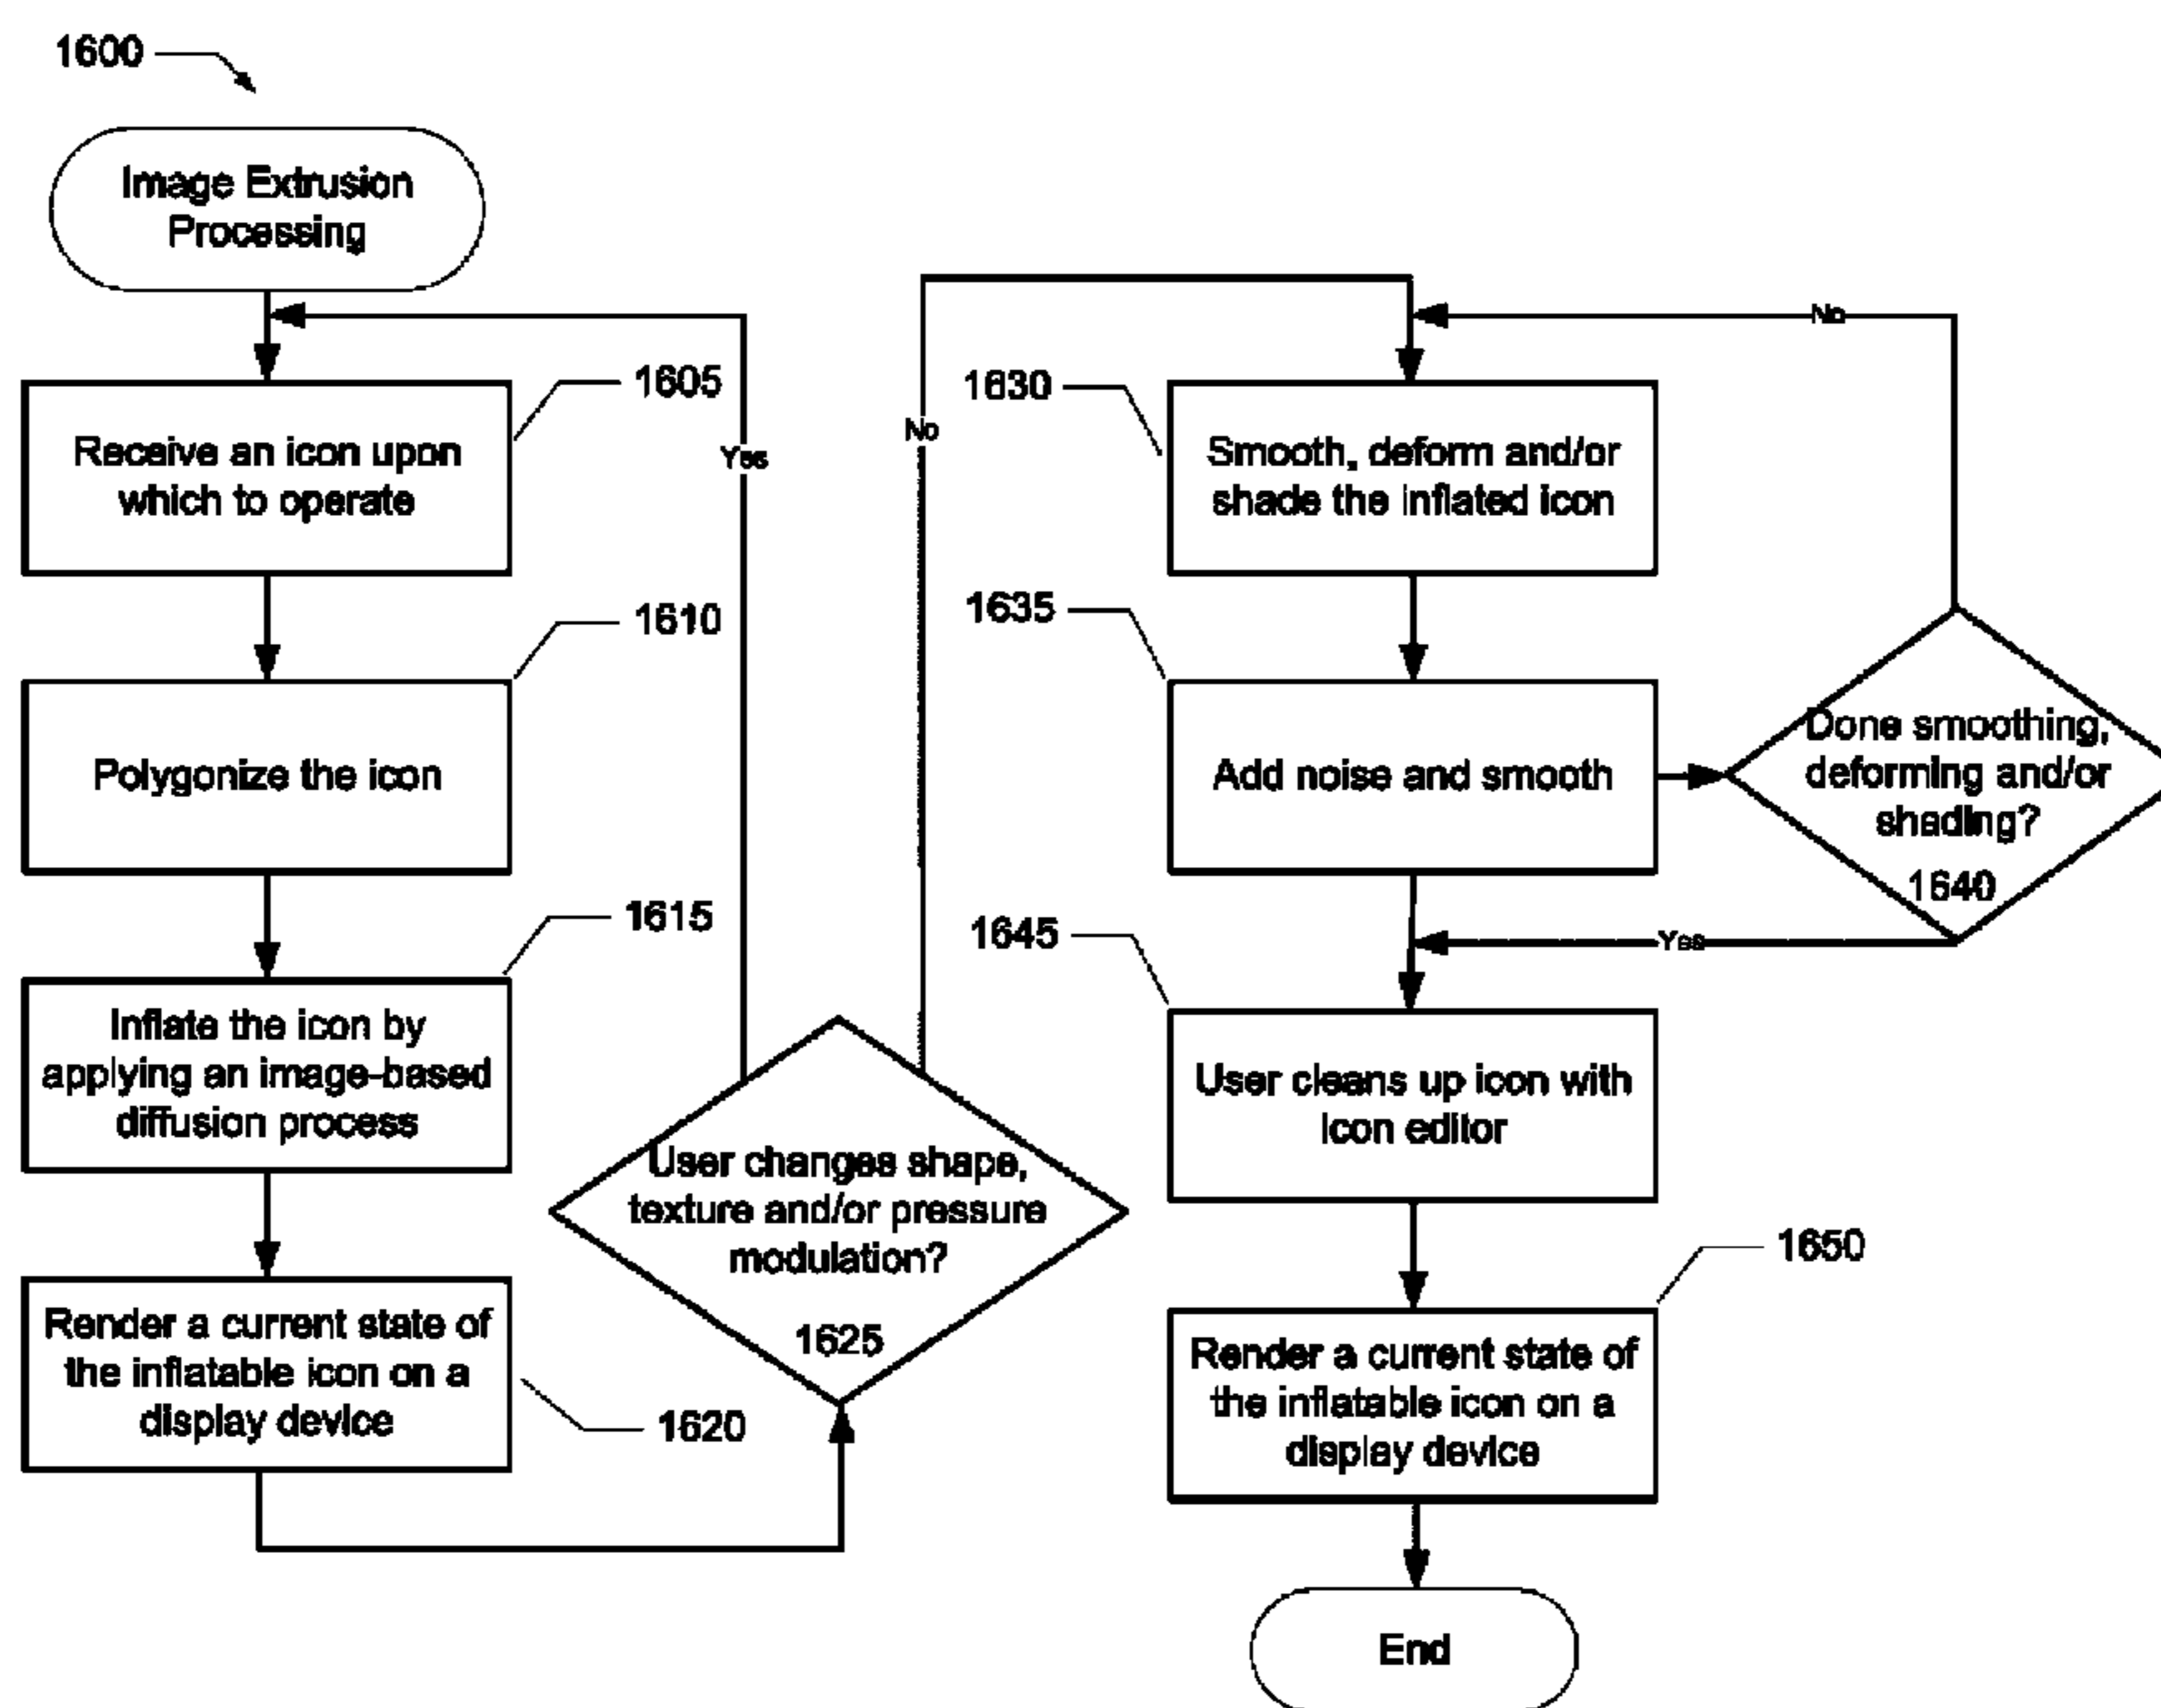 1600
Image Extrusion
Processing
1605
Receive an icon upon
which to operate
1610
Polygonize the icon
1615
Inflate the icon by
applying an image-based
diffusion process
Render a current state of
the inflatable icon on a
display device
1620
Yes
No
User changes shape,
texture and/or pressure
modulation?
1625
1630
Smooth, deform and/or
shade the inflated icon
No
1635
Add noise and smooth
Done smoothing,
deforming and/or
shading?
1640
Yes
1645
User cleans up icon with
icon editor
1650
Render a current state of
the inflatable icon on a
display device
End